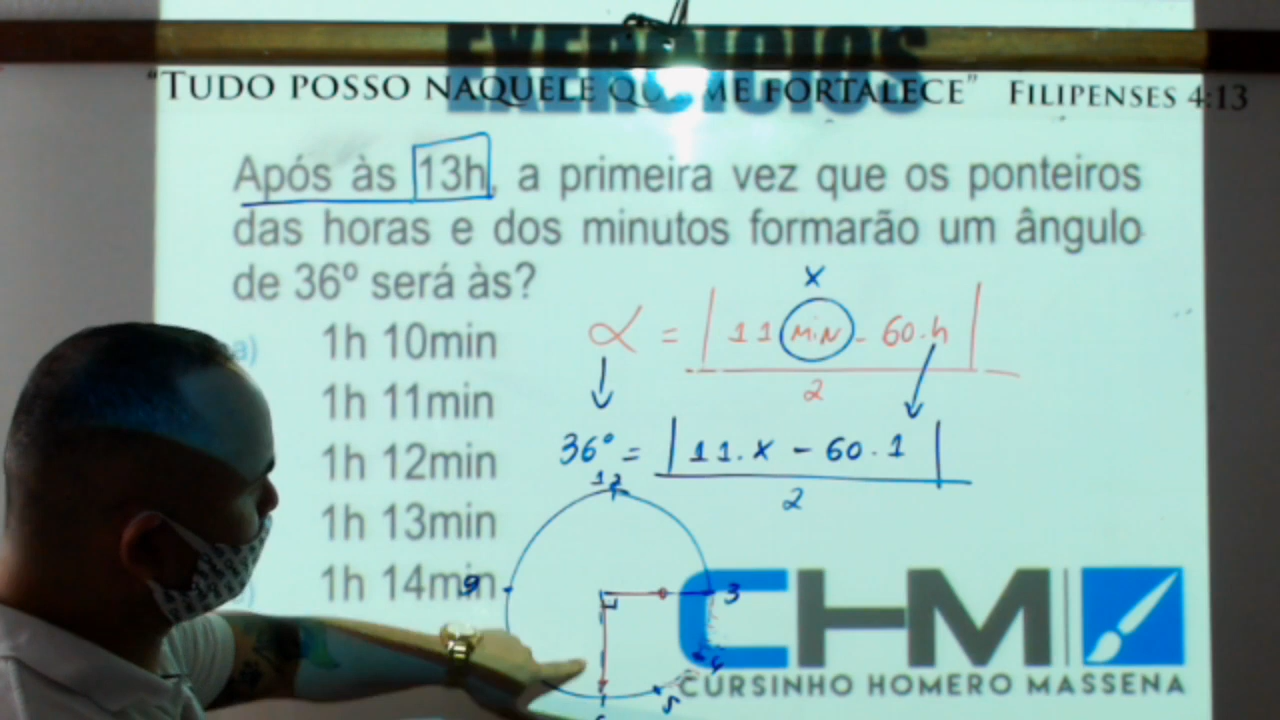 EXERCICIOS
"TUDO POSSO NAQUELE QUE ME FORTALECE" FILIPENSES 4:13
Após às 13h, a primeira vez que os ponteiros
das horas e dos minutos formarão um ângulo
de 36º será às?
a) 1h 10min
1h 11min
1h 12min
1h 13min
1h 14min
x
α = |11 MIN - 60.h|
2
36° = |11.x - 60.1|
2
12
9
3
4
5
CHM
CURSINHO HOMERO MASSENA